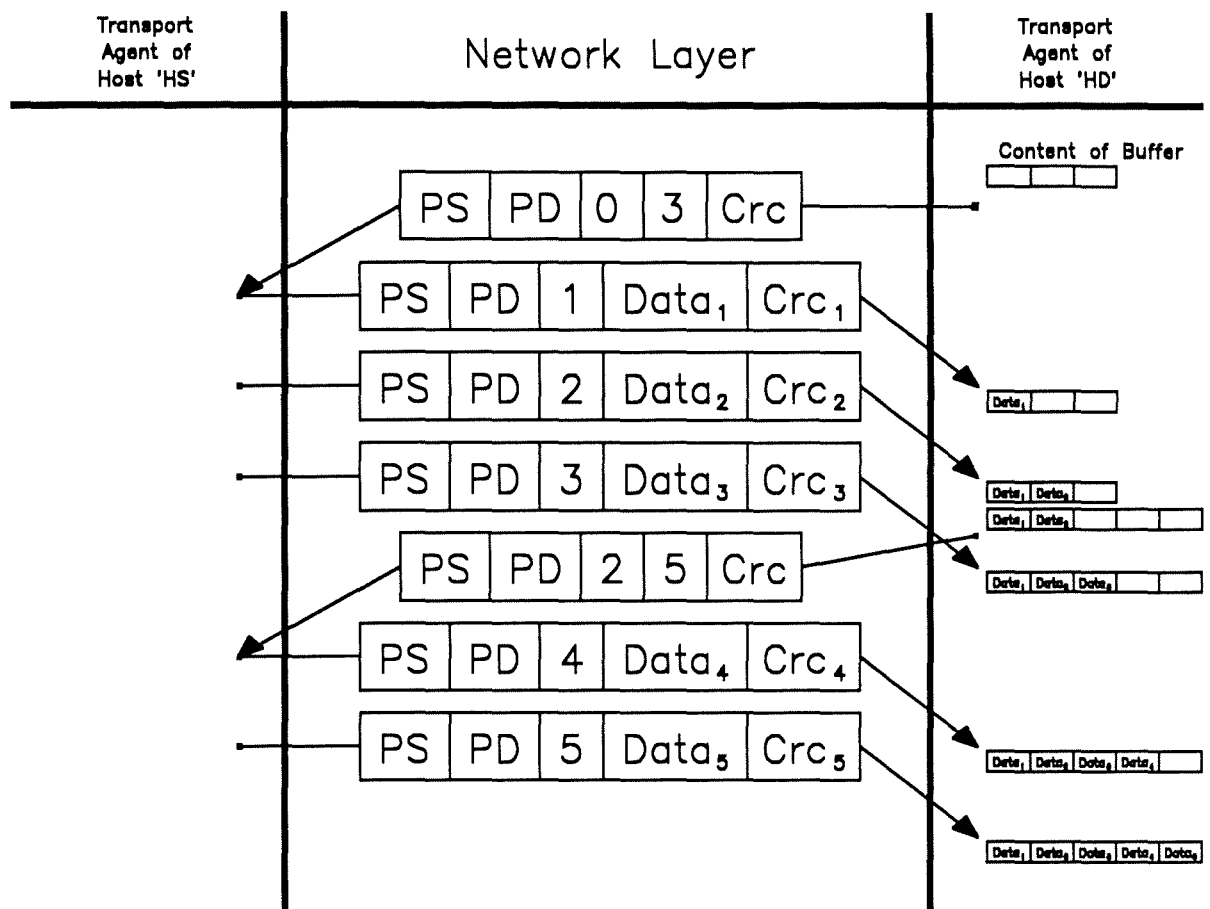 Transport
Agent of
Host 'HS'
Network Layer
Transport
Agent of
Host 'HD'
Content of Buffer
PS PD 0 3 Crc
PS PD 1 Data₁ Crc₁
Data₁
PS PD 2 Data₂ Crc₂
Data₁ Data₂
PS PD 3 Data₃ Crc₃
Data₁ Data₂
PS PD 2 5 Crc
Data₁ Data₂ Data₃
PS PD 4 Data₄ Crc₄
Data₁ Data₂ Data₃ Data₄
PS PD 5 Data₅ Crc₅
Data₁ Data₂ Data₃ Data₄ Data₅